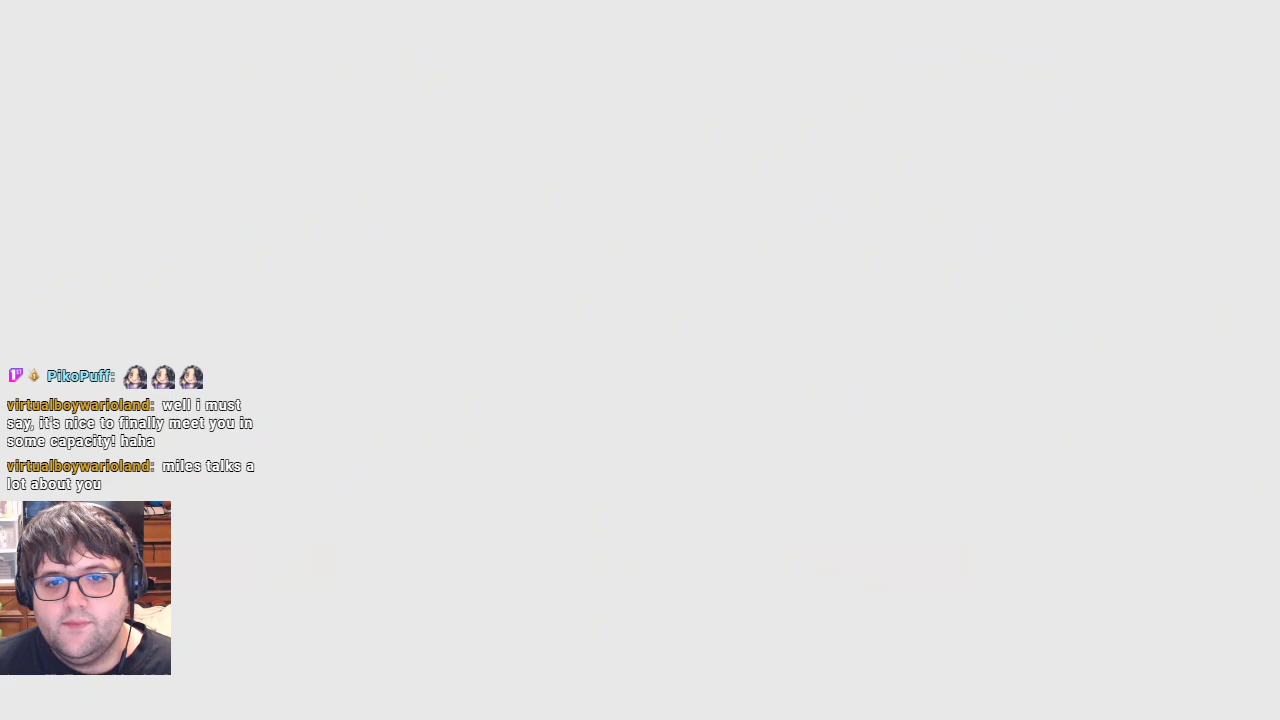 PikoPuff:
virtualboywarioland: well i must
say, it's nice to finally meet you in
some capacity! haha
virtualboywarioland: miles talks a
lot about you